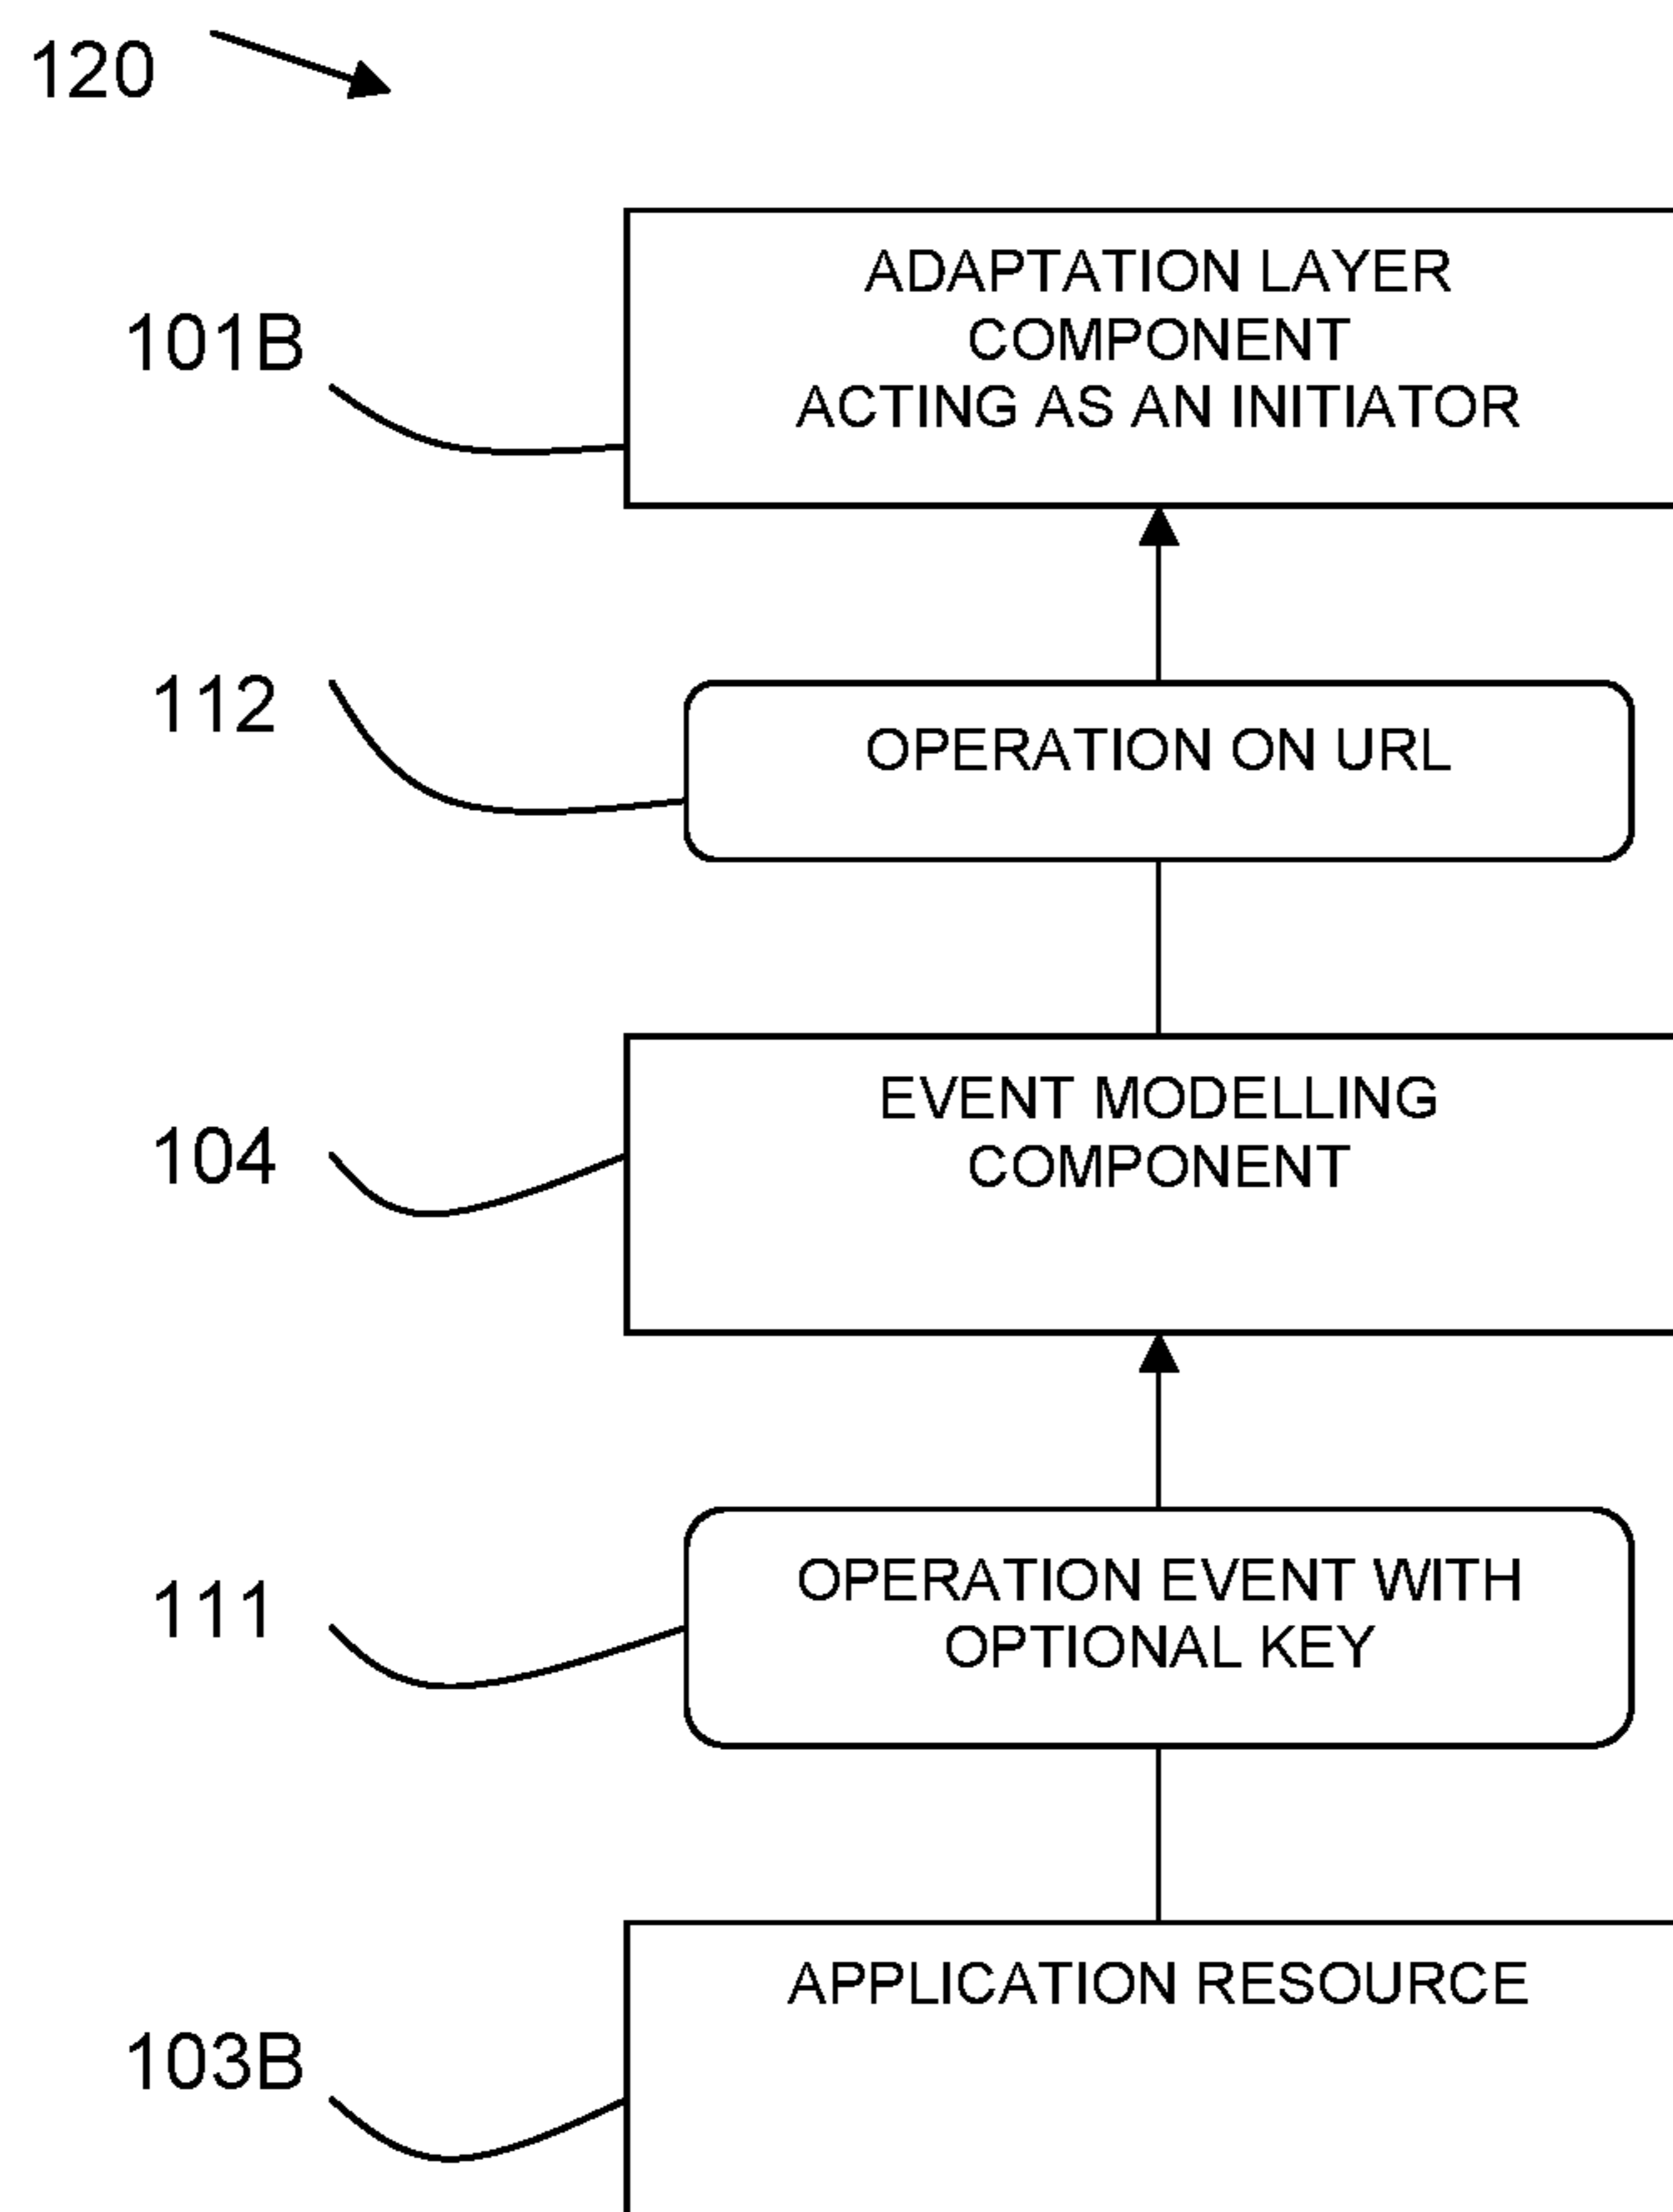 120
ADAPTATION LAYER
COMPONENT
ACTING AS AN INITIATOR
101B
112
OPERATION ON URL
EVENT MODELLING
COMPONENT
104
OPERATION EVENT WITH
OPTIONAL KEY
111
APPLICATION RESOURCE
103B